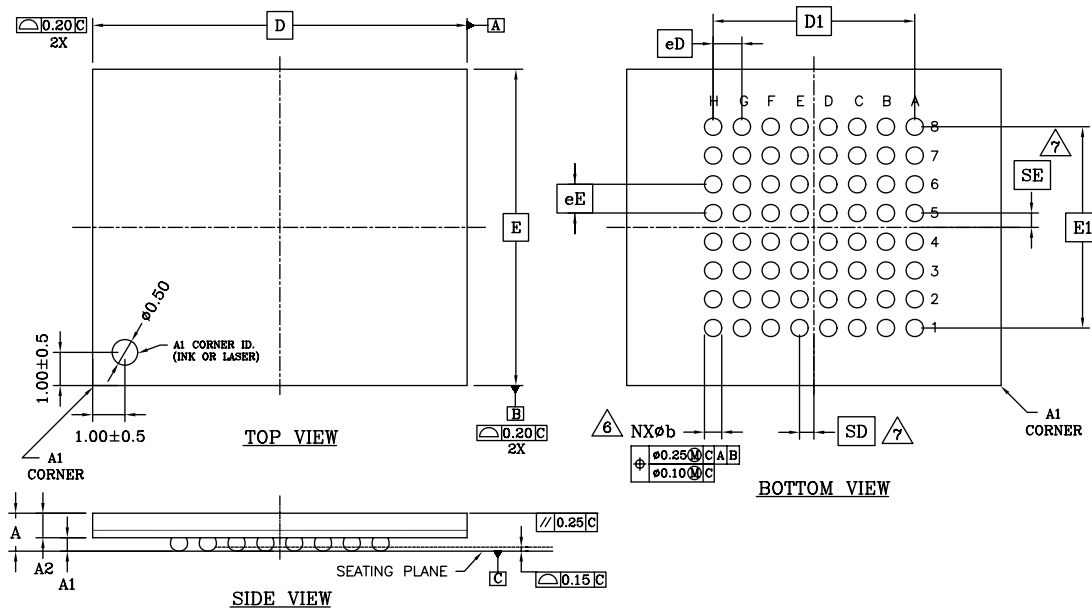 ⌓ 0.20 C
2X
D
A
E
ø0.50
A1 CORNER ID.
(INK OR LASER)
1.00±0.5
1.00±0.5
B
⌓ 0.20 C
2X
A1
CORNER
TOP VIEW
D1
eD
H G F E D C B A
8
7
6
5
4
3
2
1
7
SE
eE
E1
6
NXøb
⌖ ø0.25Ⓜ C A B
ø0.10Ⓜ C
SD
7
A1
CORNER
BOTTOM VIEW
A
A2
A1
// 0.25 C
SEATING PLANE
C
⌓ 0.15 C
SIDE VIEW